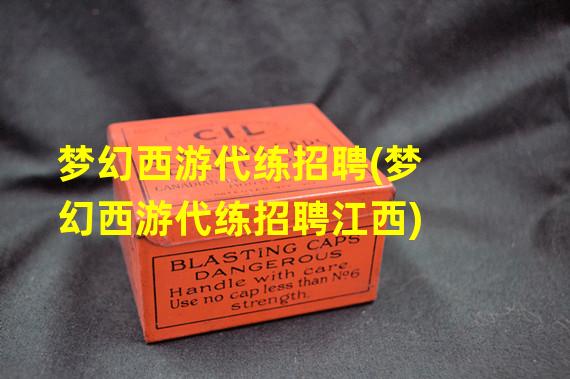 CIL
梦幻西游代练招聘(梦
幻西游代练招聘江西)
BLASTING CAPS
DANGEROUS
Handle with care
Use no cap less than No6
strength.